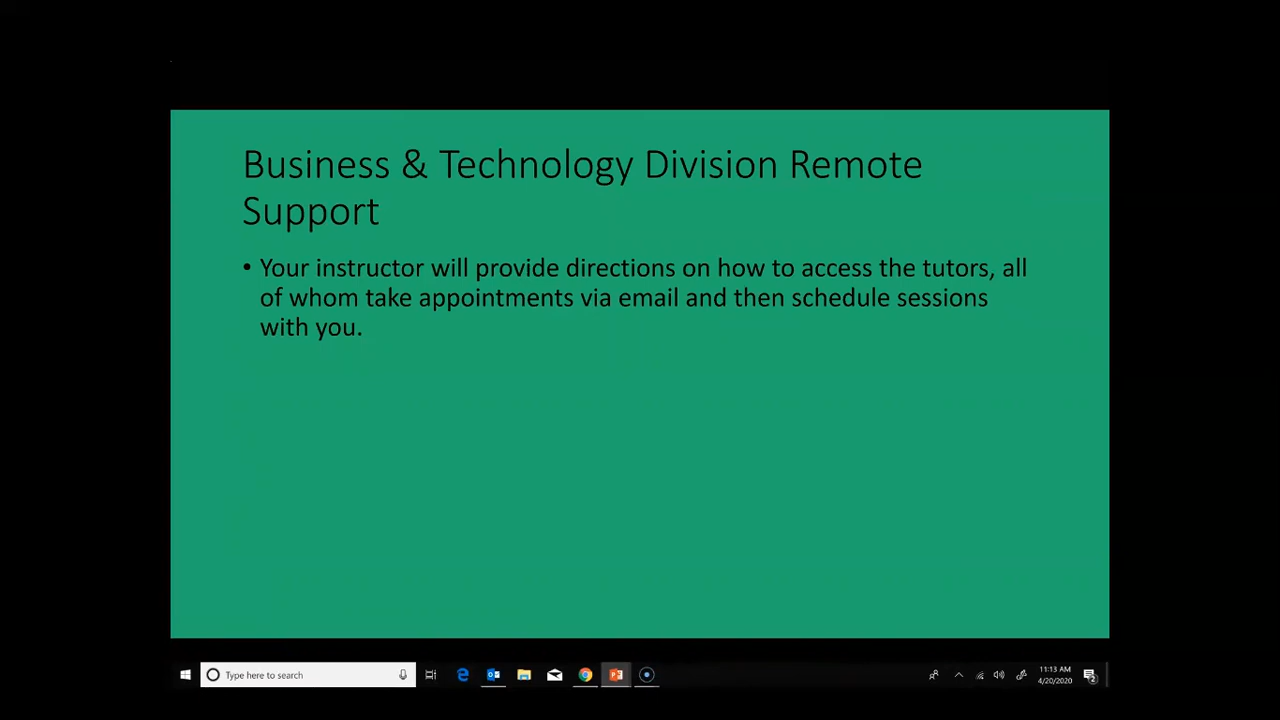 Business & Technology Division Remote
Support
• Your instructor will provide directions on how to access the tutors, all
of whom take appointments via email and then schedule sessions
with you.
Type here to search
11:13 AM
4/20/2020
2